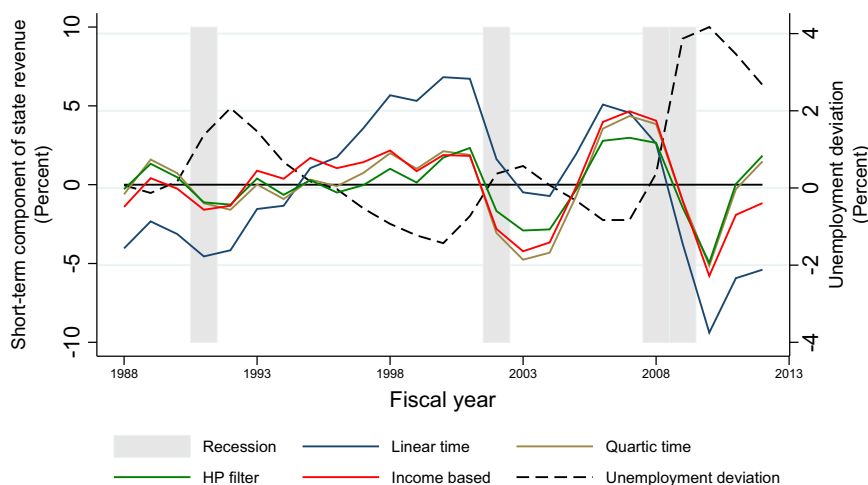 Short-term component of state revenue
(Percent)
10
5
0
-5
-10
4
2
0
-2
-4
Unemployment deviation
(Percent)
1988
1993
1998
2003
2008
2013
Fiscal year
Recession
Linear time
Quartic time
HP filter
Income based
Unemployment deviation